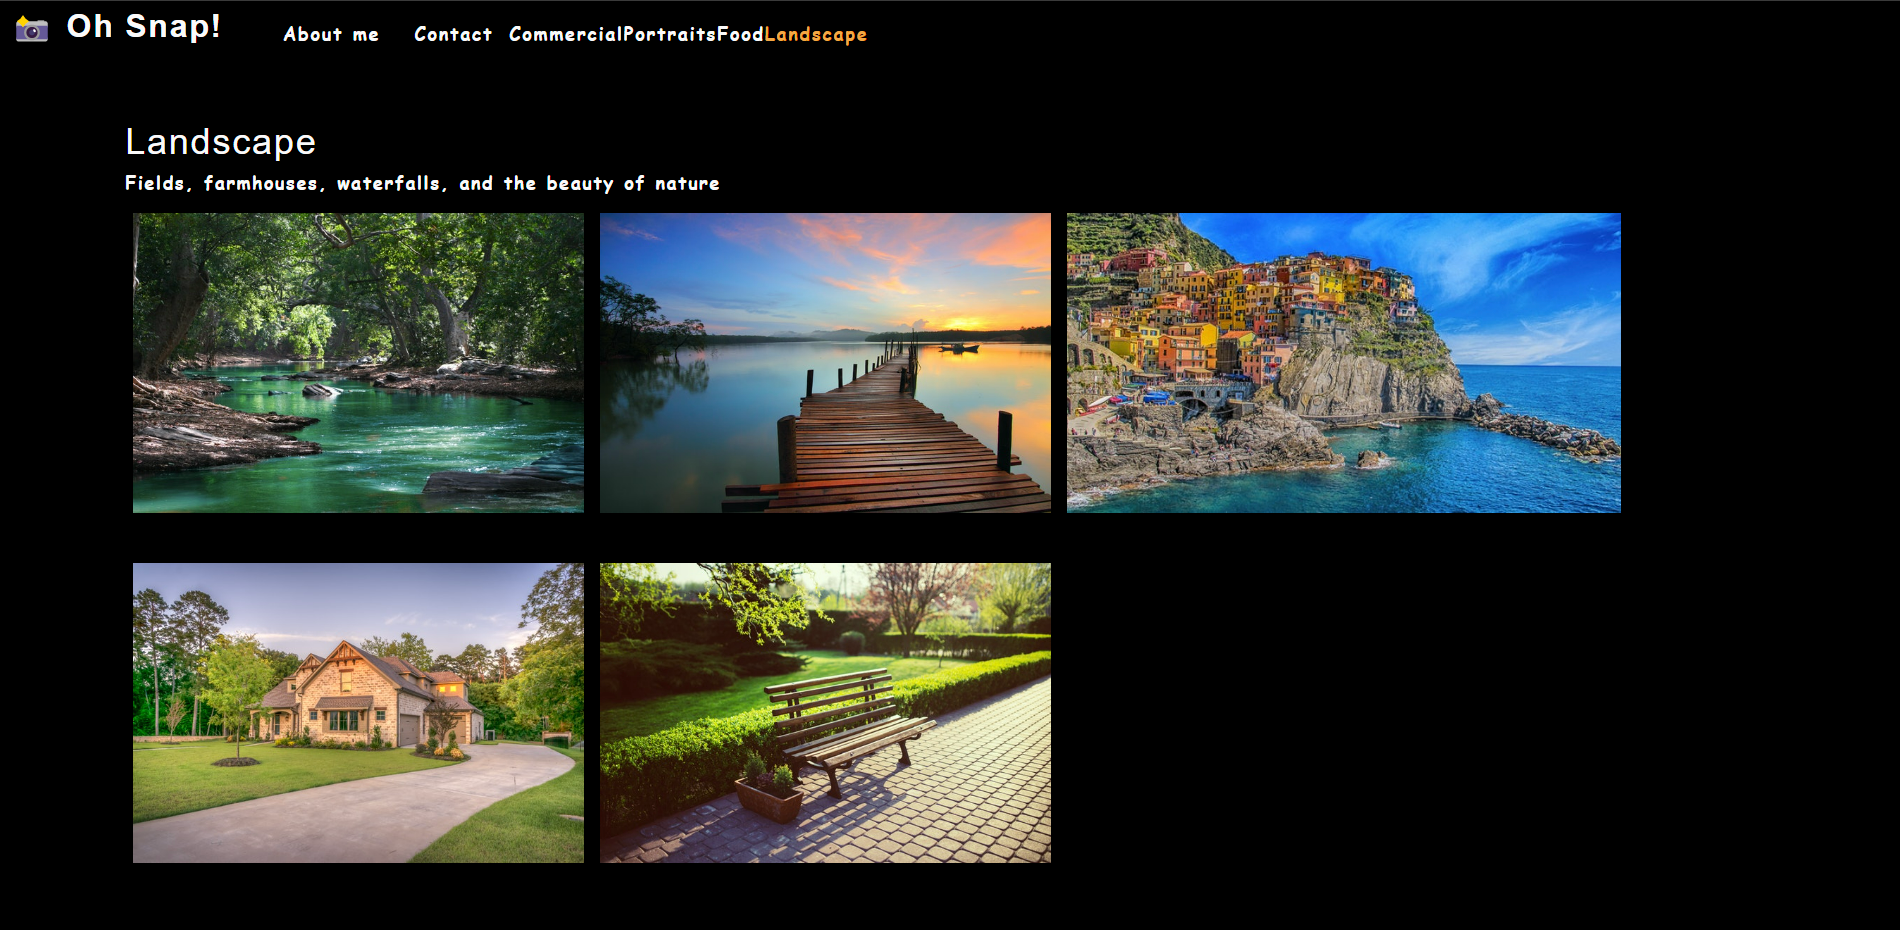 Oh Snap! About me Contact CommercialPortraitsFoodLandscape
Landscape
Fields, farmhouses, waterfalls, and the beauty of nature